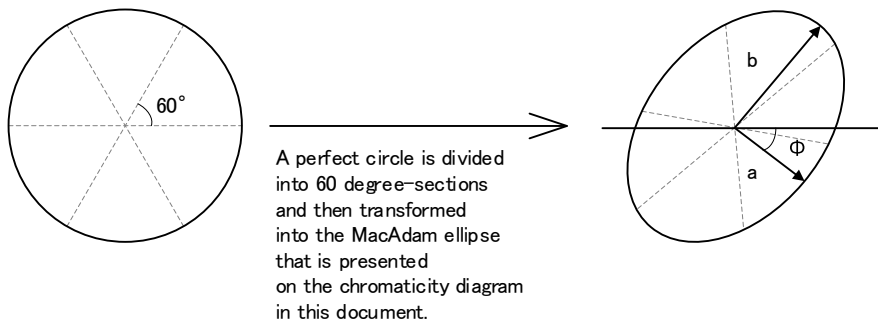 60°
A perfect circle is divided
into 60 degree-sections
and then transformed
into the MacAdam ellipse
that is presented
on the chromaticity diagram
in this document.
b
Φ
a